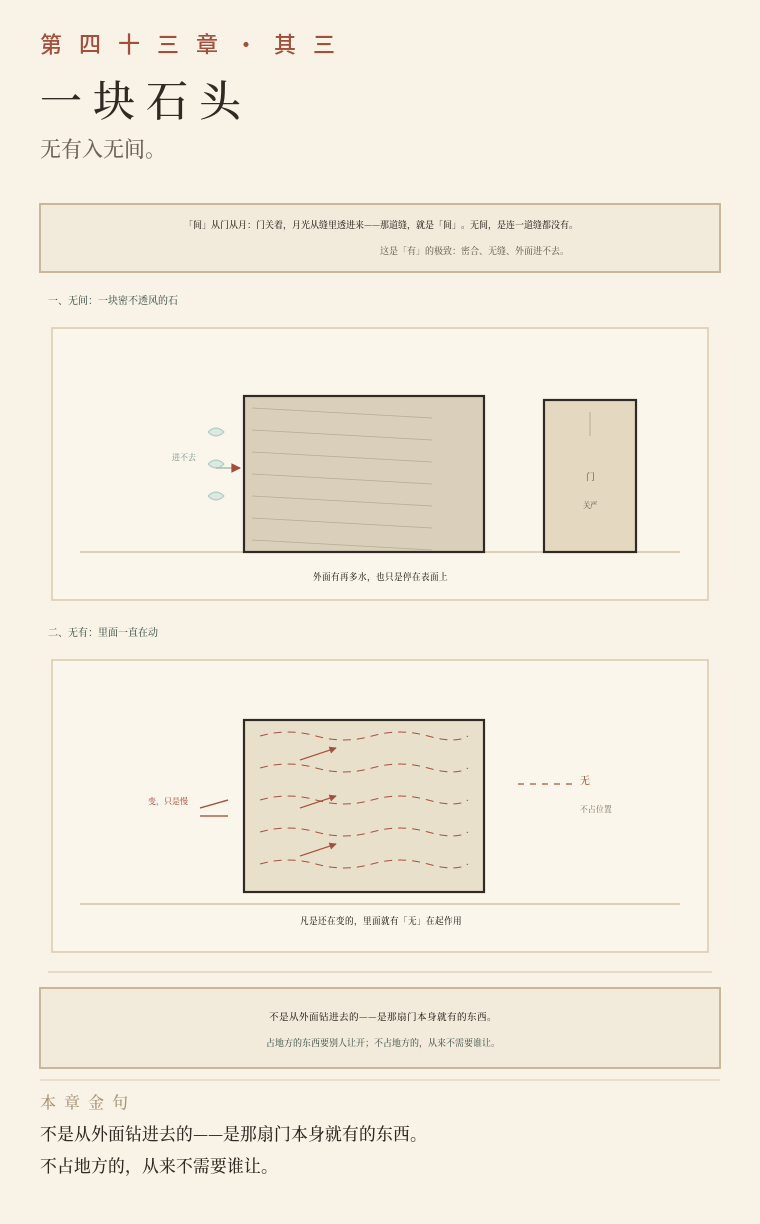 第四十三章·其三
一块石头
无有入无间。
「间」从门从月：门关着，月光从缝里透进来——那道缝，就是「间」。无间，是连一道缝都没有。
这是「有」的极致：密合、无缝、外面进不去。
一、无间：一块密不透风的石
进不去
门
关严
外面有再多水，也只是停在表面上
二、无有：里面一直在动
变，只是慢
无
不占位置
凡是还在变的，里面就有「无」在起作用
不是从外面钻进去的——是那扇门本身就有的东西。
占地方的东西要别人让开；不占地方的，从来不需要谁让。
本章金句
不是从外面钻进去的——是那扇门本身就有的东西。
不占地方的，从来不需要谁让。